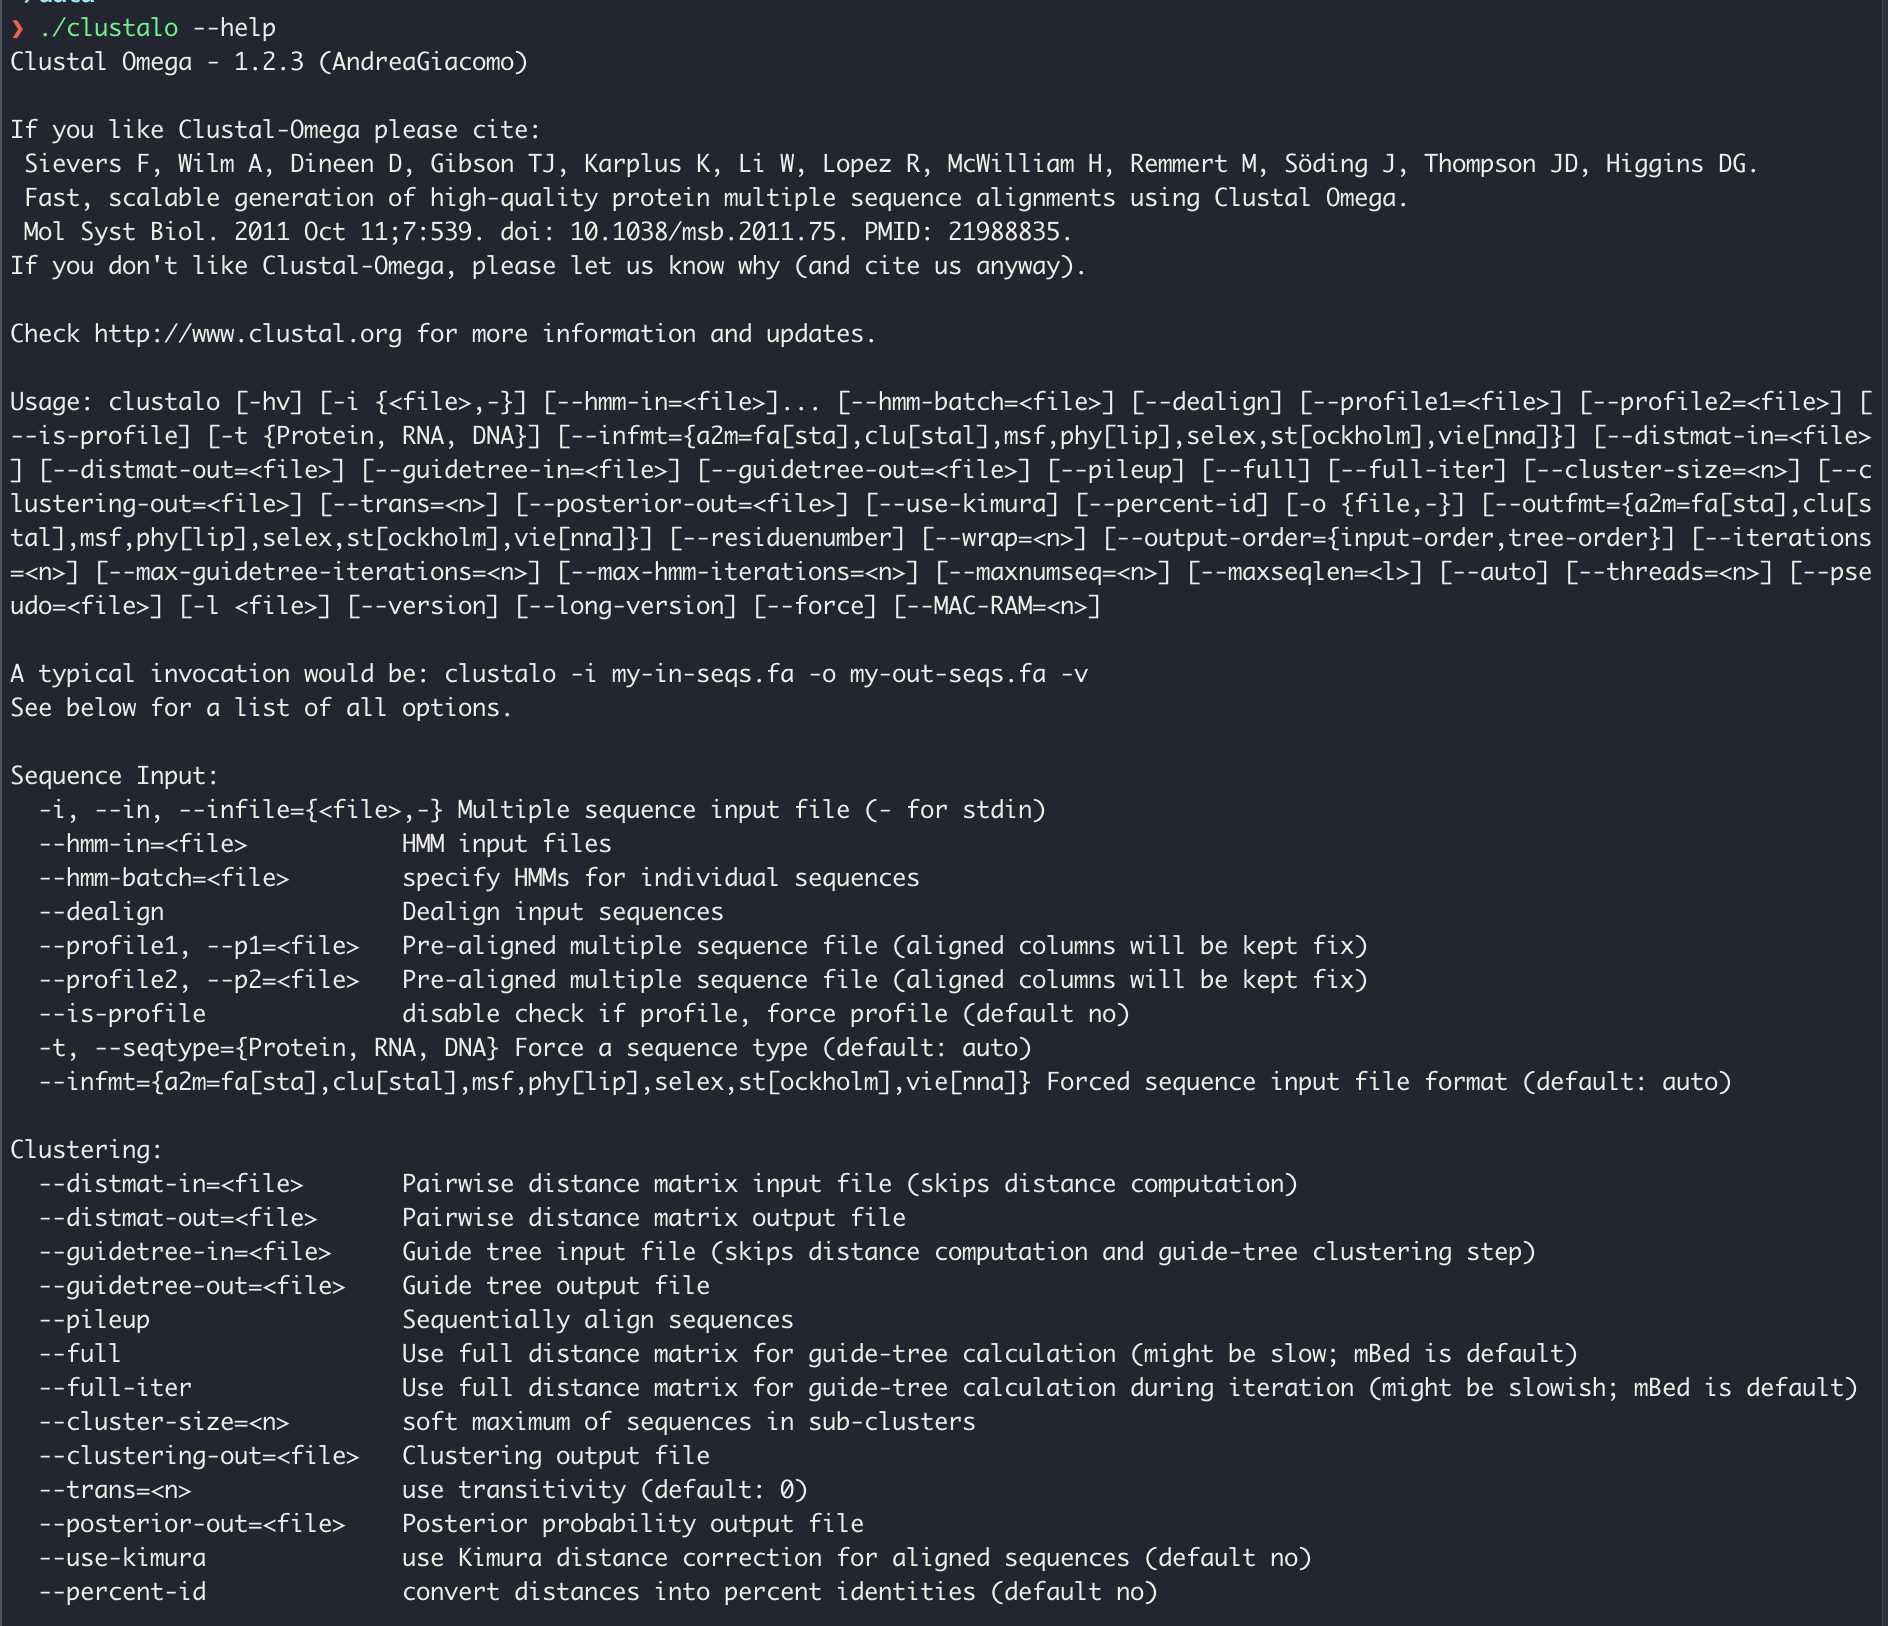 ~/data
❯ ./clustalo --help
Clustal Omega - 1.2.3 (AndreaGiacomo)
If you like Clustal-Omega please cite:
Sievers F, Wilm A, Dineen D, Gibson TJ, Karplus K, Li W, Lopez R, McWilliam H, Remmert M, Söding J, Thompson JD, Higgins DG.
Fast, scalable generation of high-quality protein multiple sequence alignments using Clustal Omega.
Mol Syst Biol. 2011 Oct 11;7:539. doi: 10.1038/msb.2011.75. PMID: 21988835.
If you don't like Clustal-Omega, please let us know why (and cite us anyway).
Check http://www.clustal.org for more information and updates.
Usage: clustalo [-hv] [-i {<file>,-}] [--hmm-in=<file>]... [--hmm-batch=<file>] [--dealign] [--profile1=<file>] [--profile2=<file>] [
--is-profile] [-t {Protein, RNA, DNA}] [--infmt={a2m=fa[sta],clu[stal],msf,phy[lip],selex,st[ockholm],vie[nna]}] [--distmat-in=<file>
] [--distmat-out=<file>] [--guidetree-in=<file>] [--guidetree-out=<file>] [--pileup] [--full] [--full-iter] [--cluster-size=<n>] [--c
lustering-out=<file>] [--trans=<n>] [--posterior-out=<file>] [--use-kimura] [--percent-id] [-o {file,-}] [--outfmt={a2m=fa[sta],clu[s
tal],msf,phy[lip],selex,st[ockholm],vie[nna]}] [--residuenumber] [--wrap=<n>] [--output-order={input-order,tree-order}] [--iterations
=<n>] [--max-guidetree-iterations=<n>] [--max-hmm-iterations=<n>] [--maxnumseq=<n>] [--maxseqlen=<l>] [--auto] [--threads=<n>] [--pse
udo=<file>] [-l <file>] [--version] [--long-version] [--force] [--MAC-RAM=<n>]
A typical invocation would be: clustalo -i my-in-seqs.fa -o my-out-seqs.fa -v
See below for a list of all options.
Sequence Input:
-i, --in, --infile={<file>,-} Multiple sequence input file (- for stdin)
--hmm-in=<file> HMM input files
--hmm-batch=<file> specify HMMs for individual sequences
--dealign Dealign input sequences
--profile1, --p1=<file> Pre-aligned multiple sequence file (aligned columns will be kept fix)
--profile2, --p2=<file> Pre-aligned multiple sequence file (aligned columns will be kept fix)
--is-profile disable check if profile, force profile (default no)
-t, --seqtype={Protein, RNA, DNA} Force a sequence type (default: auto)
--infmt={a2m=fa[sta],clu[stal],msf,phy[lip],selex,st[ockholm],vie[nna]} Forced sequence input file format (default: auto)
Clustering:
--distmat-in=<file> Pairwise distance matrix input file (skips distance computation)
--distmat-out=<file> Pairwise distance matrix output file
--guidetree-in=<file> Guide tree input file (skips distance computation and guide-tree clustering step)
--guidetree-out=<file> Guide tree output file
--pileup Sequentially align sequences
--full Use full distance matrix for guide-tree calculation (might be slow; mBed is default)
--full-iter Use full distance matrix for guide-tree calculation during iteration (might be slowish; mBed is default)
--cluster-size=<n> soft maximum of sequences in sub-clusters
--clustering-out=<file> Clustering output file
--trans=<n> use transitivity (default: 0)
--posterior-out=<file> Posterior probability output file
--use-kimura use Kimura distance correction for aligned sequences (default no)
--percent-id convert distances into percent identities (default no)